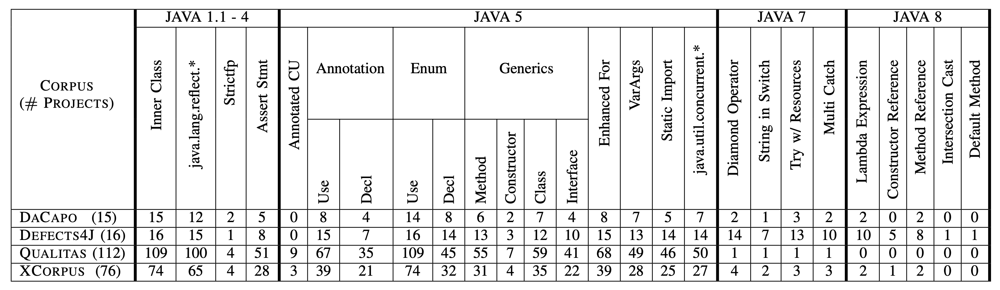 JAVA 1.1 - 4 JAVA 5 JAVA 7 JAVA 8
CORPUS
(# PROJECTS)
Inner Class
java.lang.reflect.*
Strictfp
Assert Stmt
Annotated CU
Annotation
Use
Decl
Enum
Use
Decl
Generics
Method
Constructor
Class
Interface
Enhanced For
VarArgs
Static Import
java.util.concurrent.*
Diamond Operator
String in Switch
Try w/ Resources
Multi Catch
Lambda Expression
Constructor Reference
Method Reference
Intersection Cast
Default Method
DACAPO (15) 15 12 2 5 0 8 4 14 8 6 2 7 4 8 7 5 7 2 1 3 2 2 0 2 0 0
DEFECTS4J (16) 16 15 1 8 0 15 7 16 14 13 3 12 10 15 13 14 14 14 7 13 10 10 5 8 1 1
QUALITAS (112) 109 100 4 51 9 67 35 109 45 55 7 59 41 68 49 46 50 1 1 1 1 0 0 0 0 0
XCORPUS (76) 74 65 4 28 3 39 21 74 32 31 4 35 22 39 28 25 27 4 2 3 3 2 1 2 0 0